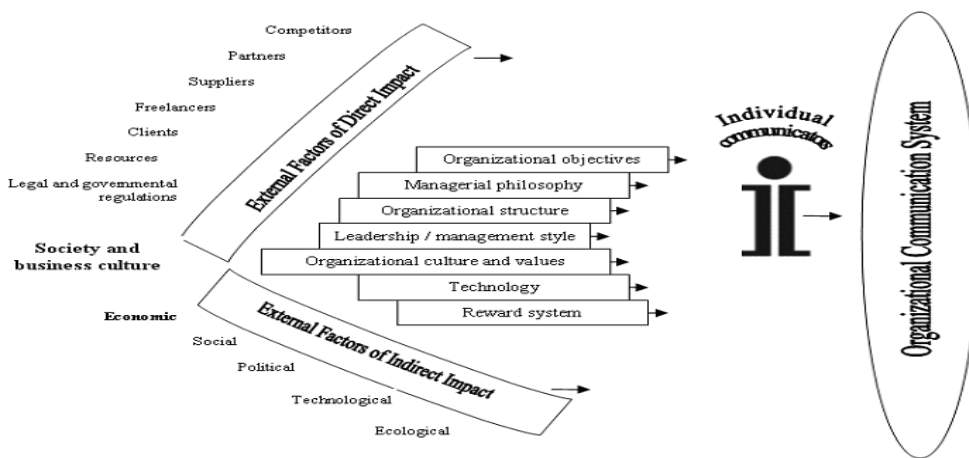 Competitors
Partners
Suppliers
Freelancers
Clients
Resources
Legal and governmental
regulations
Society and
business culture
Economic
Social
Political
Technological
Ecological
External Factors of Direct Impact
External Factors of Indirect Impact
Organizational objectives
Managerial philosophy
Organizational structure
Leadership / management style
Organizational culture and values
Technology
Reward system
Individual
communicators
Organizational Communication System